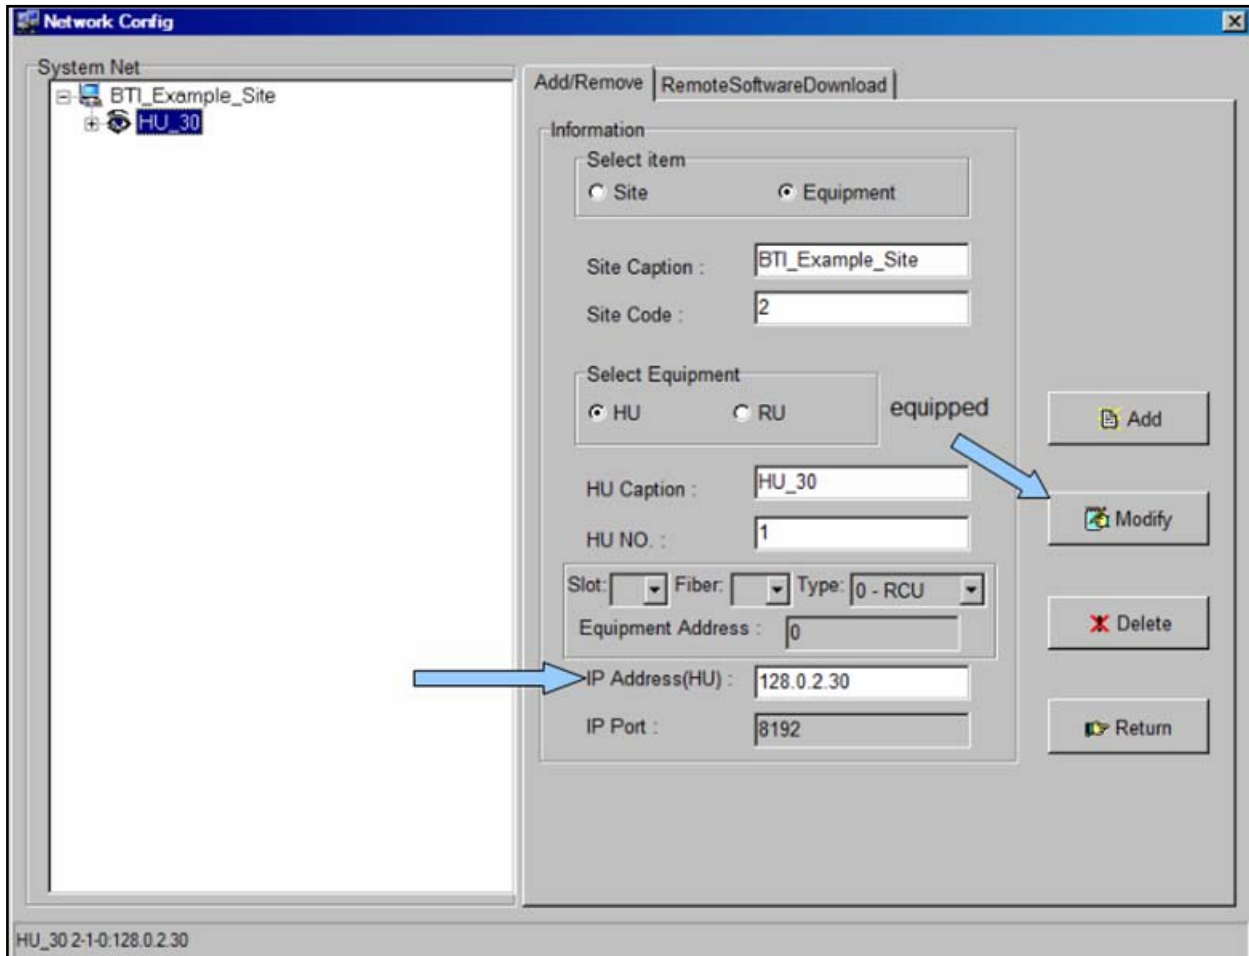 Network Config
System Net
BTI_Example_Site
HU_30
Add/Remove
RemoteSoftwareDownload
Information
Select item
Site
Equipment
Site Caption :
BTI_Example_Site
Site Code :
2
Select Equipment
HU
RU
equipped
Add
HU Caption :
HU_30
Modify
HU NO. :
1
Slot:
Fiber:
Type:
0 - RCU
Equipment Address :
0
Delete
IP Address(HU) :
128.0.2.30
IP Port :
8192
Return
HU_30 2-1-0:128.0.2.30